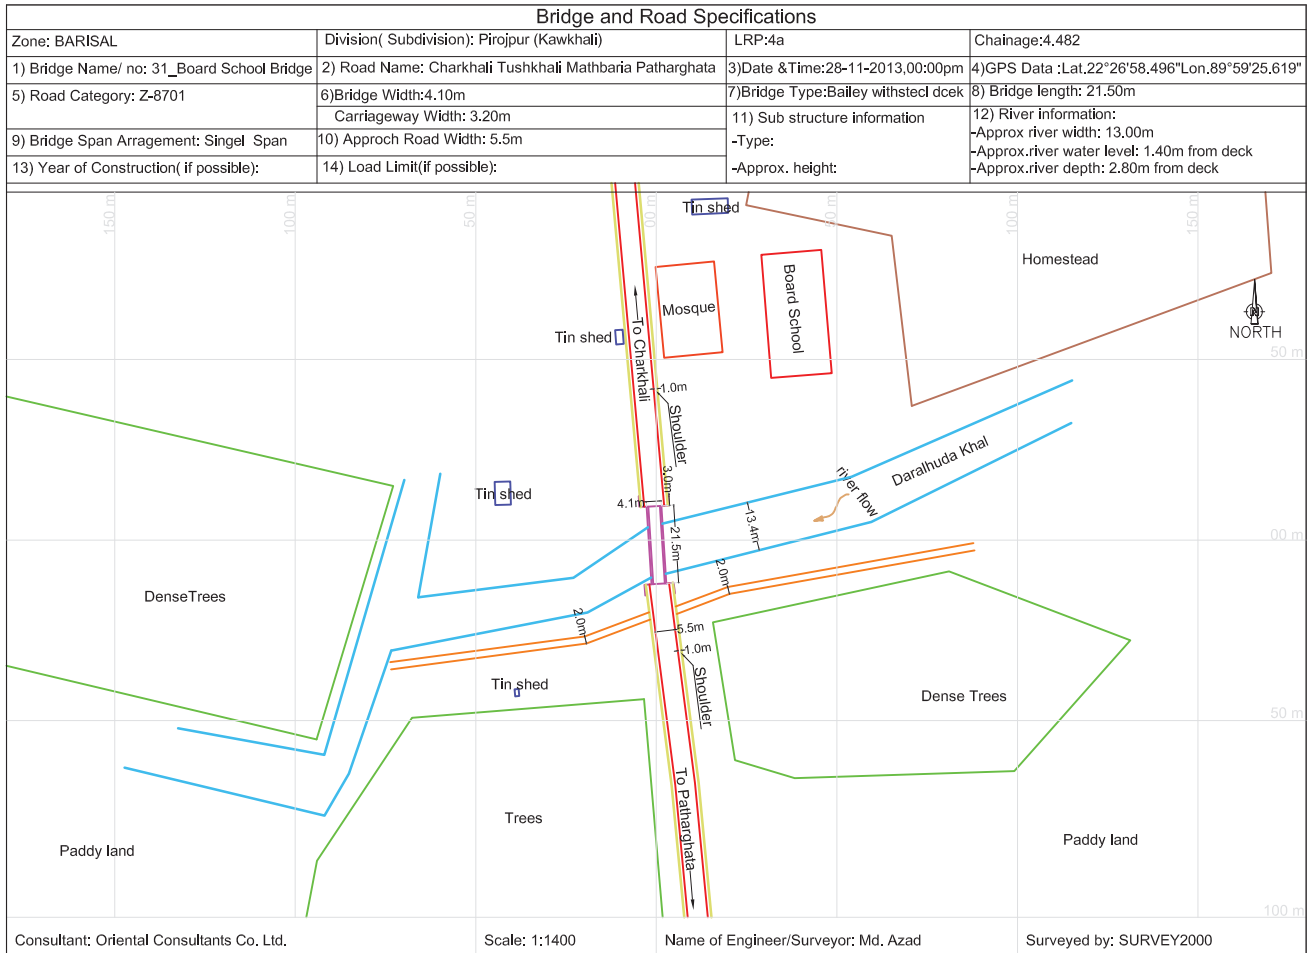 Bridge and Road Specifications
Zone: BARISAL
Division( Subdivision): Pirojpur (Kawkhali)
LRP:4a
Chainage:4.482
1) Bridge Name/ no: 31_Board School Bridge
2) Road Name: Charkhali Tushkhali Mathbaria Patharghata
3)Date &Time:28-11-2013,00:00pm
4)GPS Data :Lat.22°26'58.496"Lon.89°59'25.619"
5) Road Category: Z-8701
6)Bridge Width:4.10m
Carriageway Width: 3.20m
7)Bridge Type:Bailey withstecl dcek
8) Bridge length: 21.50m
9) Bridge Span Arragement: Singel Span
10) Approch Road Width: 5.5m
11) Sub structure information
-Type:
-Approx. height:
12) River information:
-Approx river width: 13.00m
-Approx.river water level: 1.40m from deck
-Approx.river depth: 2.80m from deck
13) Year of Construction( if possible):
14) Load Limit(if possible):
150 m
100 m
50 m
00 m
50 m
100 m
150 m
Tin shed
Homestead
Board School
Mosque
Tin shed
To Charkhali
NORTH
50 m
1.0m
Shoulder
Daralhuda Khal
river flow
3.0m
Tin shed
4.1m
13.4m
21.5m
00 m
2.0m
DenseTrees
2.0m
5.5m
1.0m
Shoulder
Tin shed
Dense Trees
50 m
To Patharghata
Trees
Paddy land
Paddy land
100 m
Consultant: Oriental Consultants Co. Ltd.
Scale: 1:1400
Name of Engineer/Surveyor: Md. Azad
Surveyed by: SURVEY2000